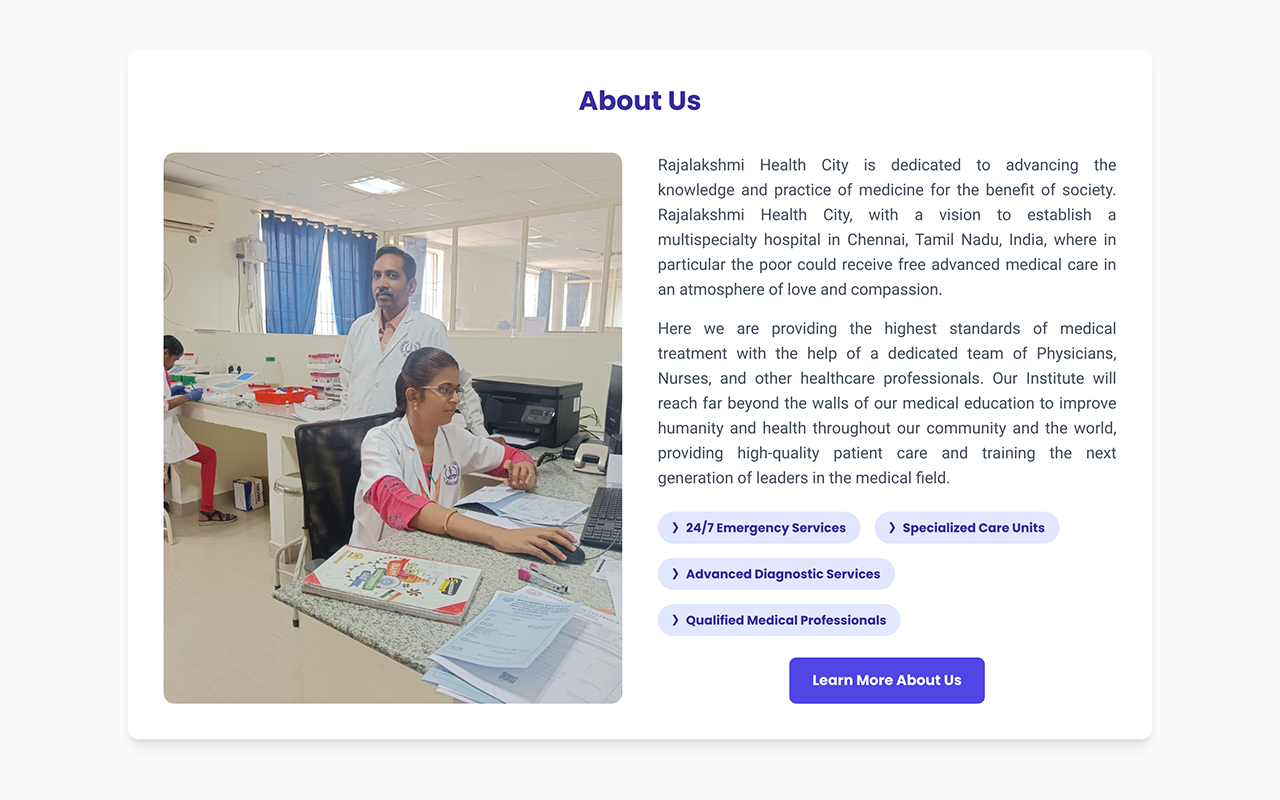 About Us
Rajalakshmi Health City is dedicated to advancing the
knowledge and practice of medicine for the benefit of society.
Rajalakshmi Health City, with a vision to establish a
multispecialty hospital in Chennai, Tamil Nadu, India, where in
particular the poor could receive free advanced medical care in
an atmosphere of love and compassion.
Here we are providing the highest standards of medical
treatment with the help of a dedicated team of Physicians,
Nurses, and other healthcare professionals. Our Institute will
reach far beyond the walls of our medical education to improve
humanity and health throughout our community and the world,
providing high-quality patient care and training the next
generation of leaders in the medical field.
❯ 24/7 Emergency Services
❯ Specialized Care Units
❯ Advanced Diagnostic Services
❯ Qualified Medical Professionals
Learn More About Us